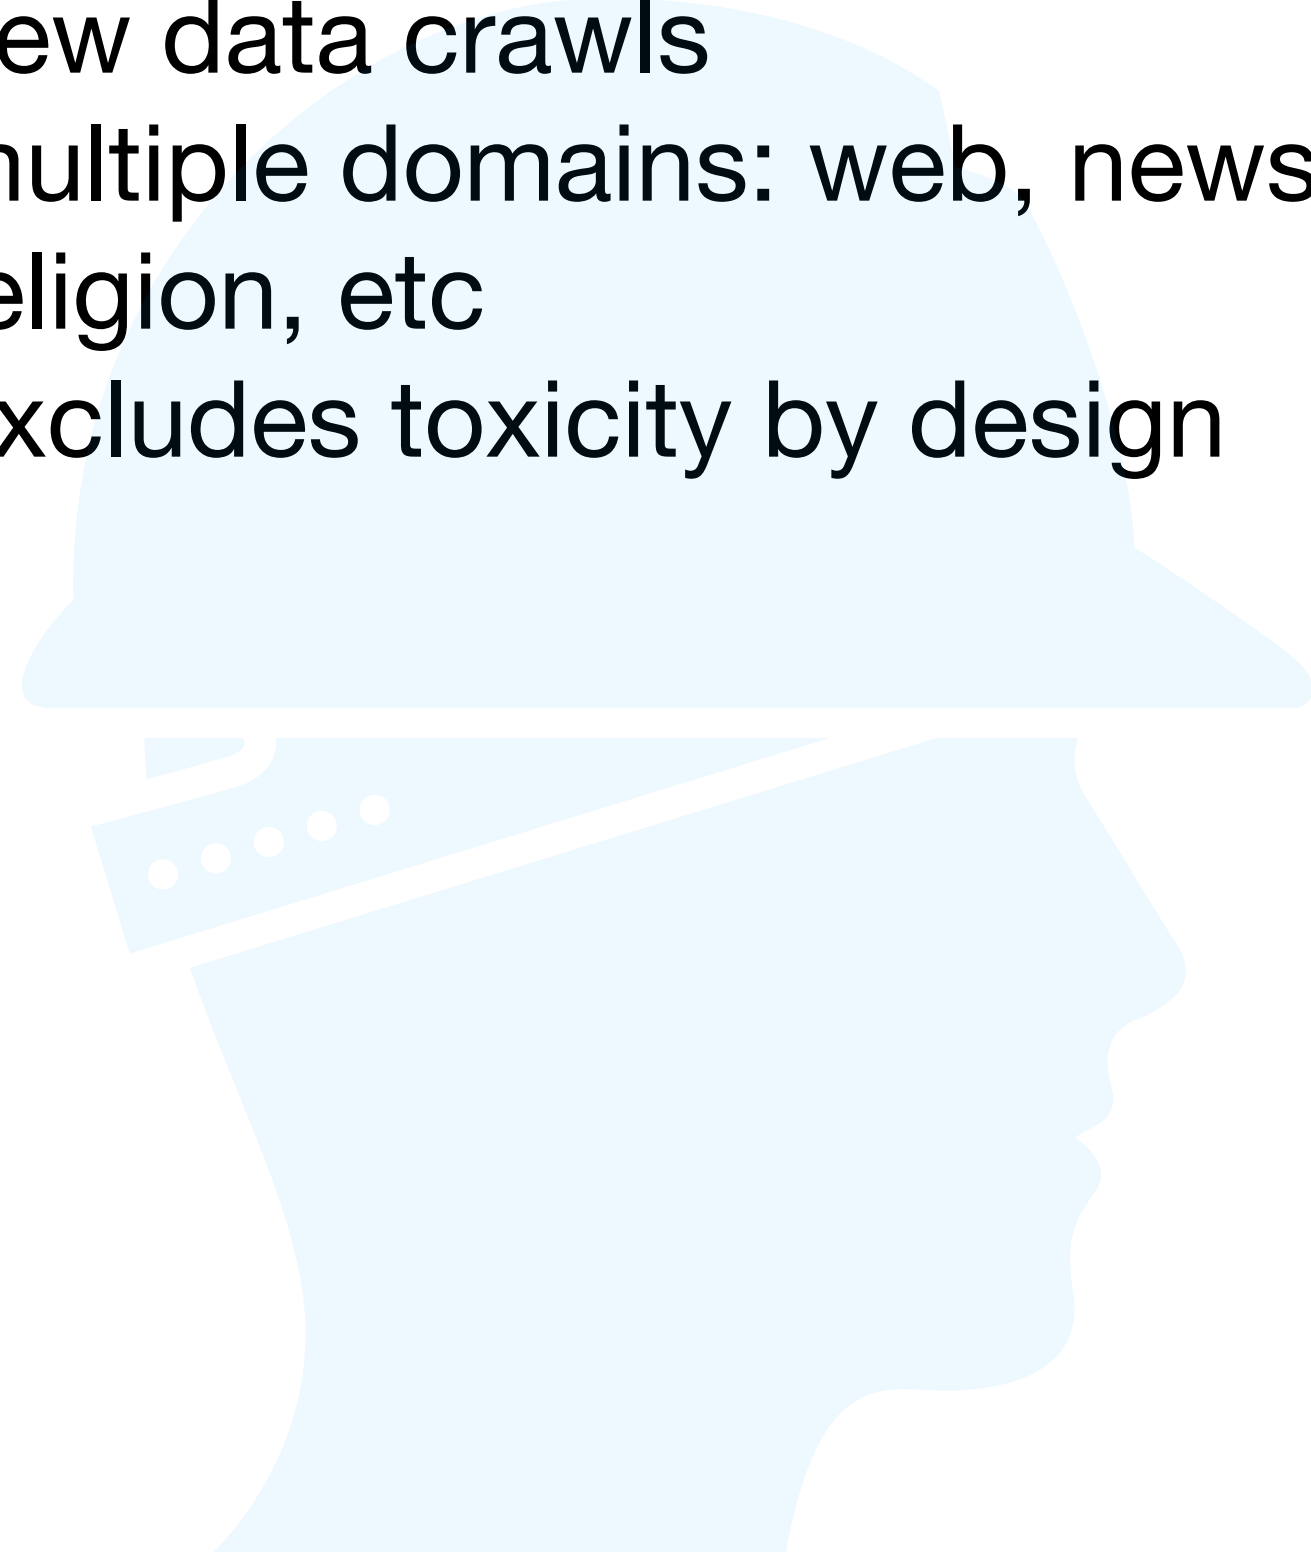 ew data crawls
ultiple domains: web, news
eligion, etc
xcludes toxicity by design